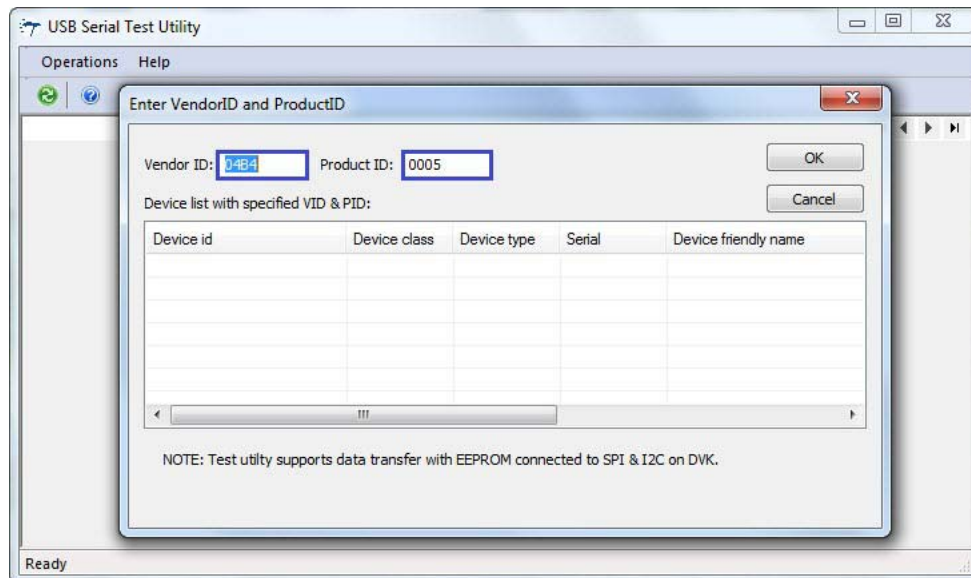 USB Serial Test Utility
Operations Help
Enter VendorID and ProductID
Vendor ID: 04B4 Product ID: 0005 OK
Device list with specified VID & PID: Cancel
Device id Device class Device type Serial Device friendly name
NOTE: Test utilty supports data transfer with EEPROM connected to SPI & I2C on DVK.
Ready